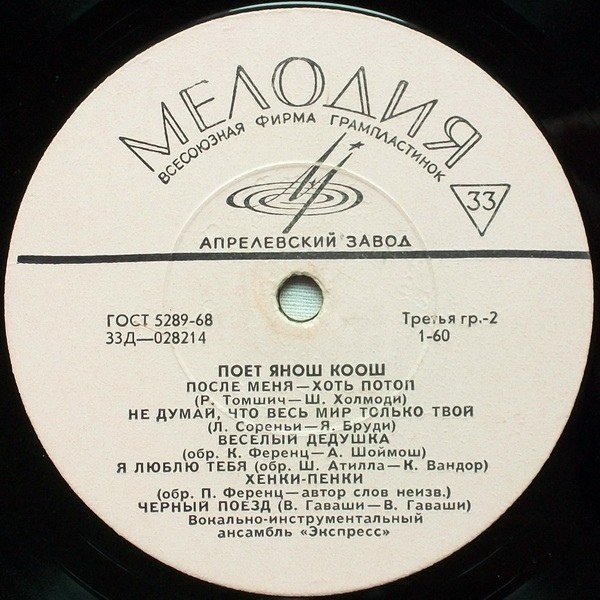 МЕЛОДИЯ
ВСЕСОЮЗНАЯ ФИРМА ГРАМПЛАСТИНОК
33
АПРЕЛЕВСКИЙ ЗАВОД
ГОСТ 5289-68
33Д—028214
Третья гр.-2
1-60
ПОЕТ ЯНОШ КООШ
ПОСЛЕ МЕНЯ — ХОТЬ ПОТОП
(Р. Томшич — Ш. Холмоди)
НЕ ДУМАЙ, ЧТО ВЕСЬ МИР ТОЛЬКО ТВОЙ
(Л. Сореньи — Я. Бруди)
ВЕСЕЛЫЙ ДЕДУШКА
(обр. К. Ференц — А. Шоймош)
Я ЛЮБЛЮ ТЕБЯ (обр. Ш. Атилла — К. Вандор)
ХЕНКИ-ПЕНКИ
(обр. П. Ференц — автор слов неизв.)
ЧЕРНЫЙ ПОЕЗД (В. Гаваши — В. Гаваши)
Вокально-инструментальный
ансамбль «Экспресс»